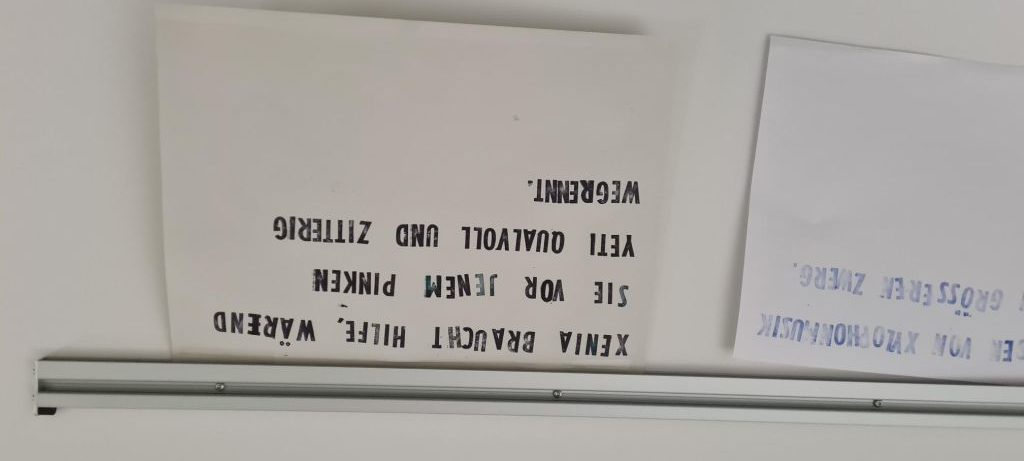 XENIA BRAUCHT HILFE, WÄREND
SIE VOR JENEM PINKEN
YETI QUALVOLL UND ZITTERIG
WEGRENNT.
VON XYLOPHONMUSIK
GRÖSSEREN ZWERG.